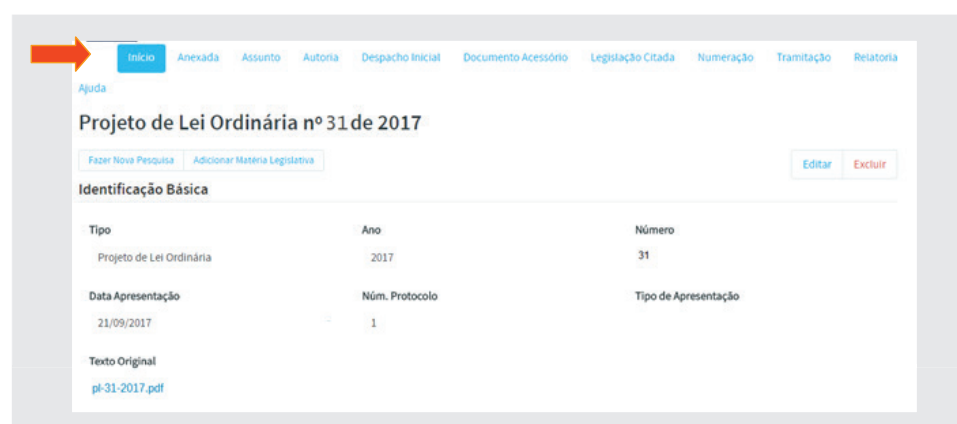 Início Anexada Assunto Autoria Despacho Inicial Documento Acessório Legislação Citada Numeração Tramitação Relatoria
Ajuda
Projeto de Lei Ordinária nº 31 de 2017
Fazer Nova Pesquisa Adicionar Matéria Legislativa Editar Excluir
Identificação Básica
Tipo Ano Número
Projeto de Lei Ordinária 2017 31
Data Apresentação Núm. Protocolo Tipo de Apresentação
21/09/2017 1
Texto Original
pl-31-2017.pdf